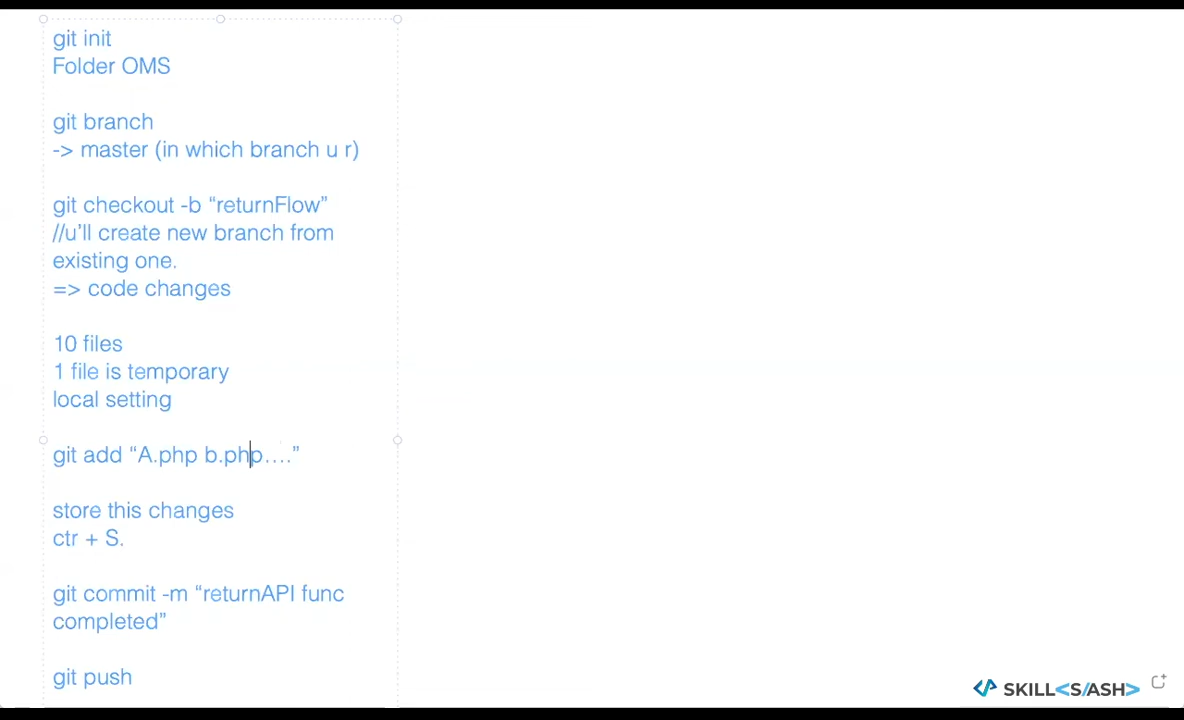 git init
Folder OMS
git branch
-> master (in which branch u r)
git checkout -b “returnFlow”
//u’ll create new branch from
existing one.
=> code changes
10 files
1 file is temporary
local setting
git add “A.php b.php....”
store this changes
ctr + S.
git commit -m “returnAPI func
completed”
git push
SKILL<S/ASH>